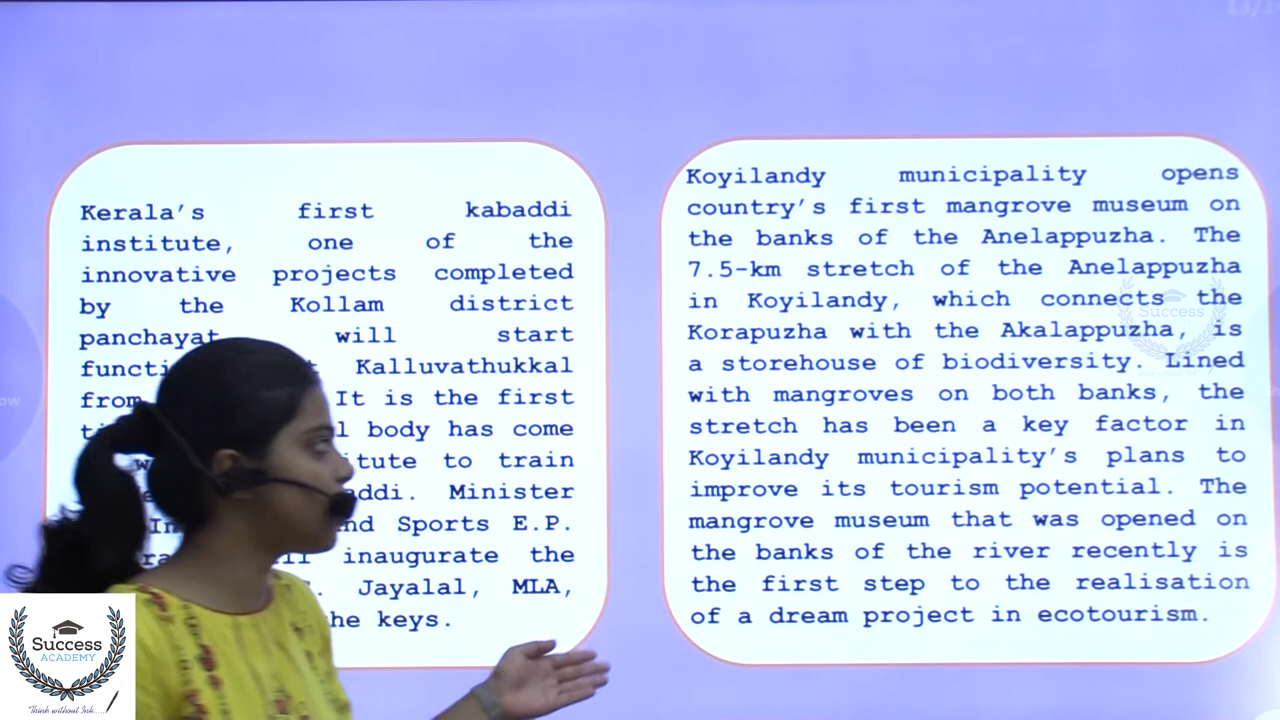 13/10
Kerala's first kabaddi
institute, one of the
innovative projects completed
by the Kollam district
panchayat will start
Kalluvathukkal
from It is the first
body has come
to train
Minister
Sports E.P.
inaugurate the
Jayalal, MLA,
keys.
Koyilandy municipality opens
country's first mangrove museum on
the banks of the Anelappuzha. The
7.5-km stretch of the Anelappuzha
in Koyilandy, which connects the
Korapuzha with the Akalappuzha, is
a storehouse of biodiversity. Lined
with mangroves on both banks, the
stretch has been a key factor in
Koyilandy municipality's plans to
improve its tourism potential. The
mangrove museum that was opened on
the banks of the river recently is
the first step to the realisation
of a dream project in ecotourism.
Success
Success
ACADEMY
"Think without Ink.....